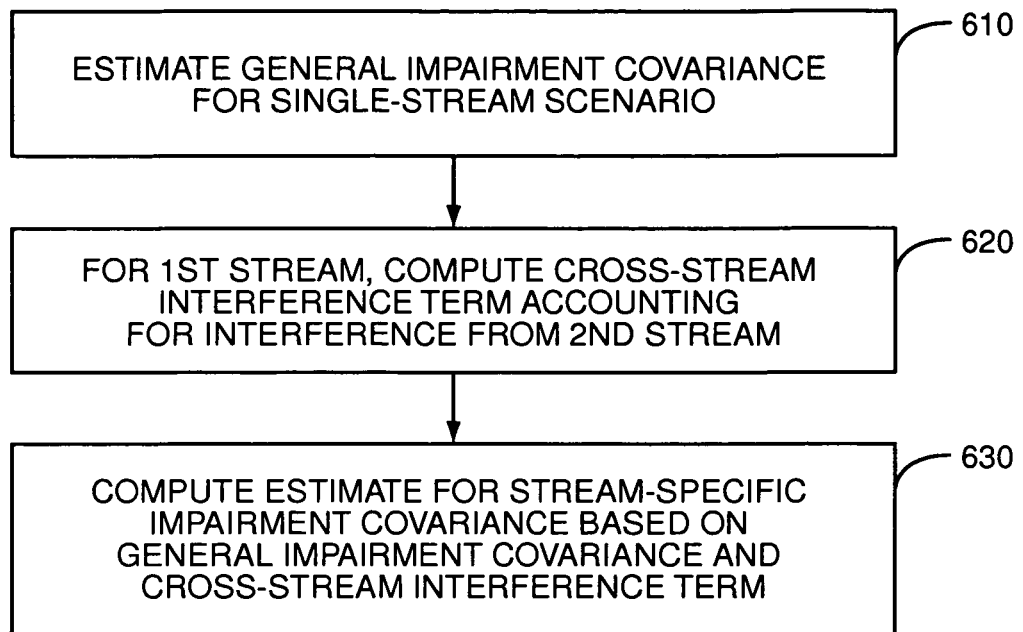 610
ESTIMATE GENERAL IMPAIRMENT COVARIANCE
FOR SINGLE-STREAM SCENARIO
620
FOR 1ST STREAM, COMPUTE CROSS-STREAM
INTERFERENCE TERM ACCOUNTING
FOR INTERFERENCE FROM 2ND STREAM
630
COMPUTE ESTIMATE FOR STREAM-SPECIFIC
IMPAIRMENT COVARIANCE BASED ON
GENERAL IMPAIRMENT COVARIANCE AND
CROSS-STREAM INTERFERENCE TERM